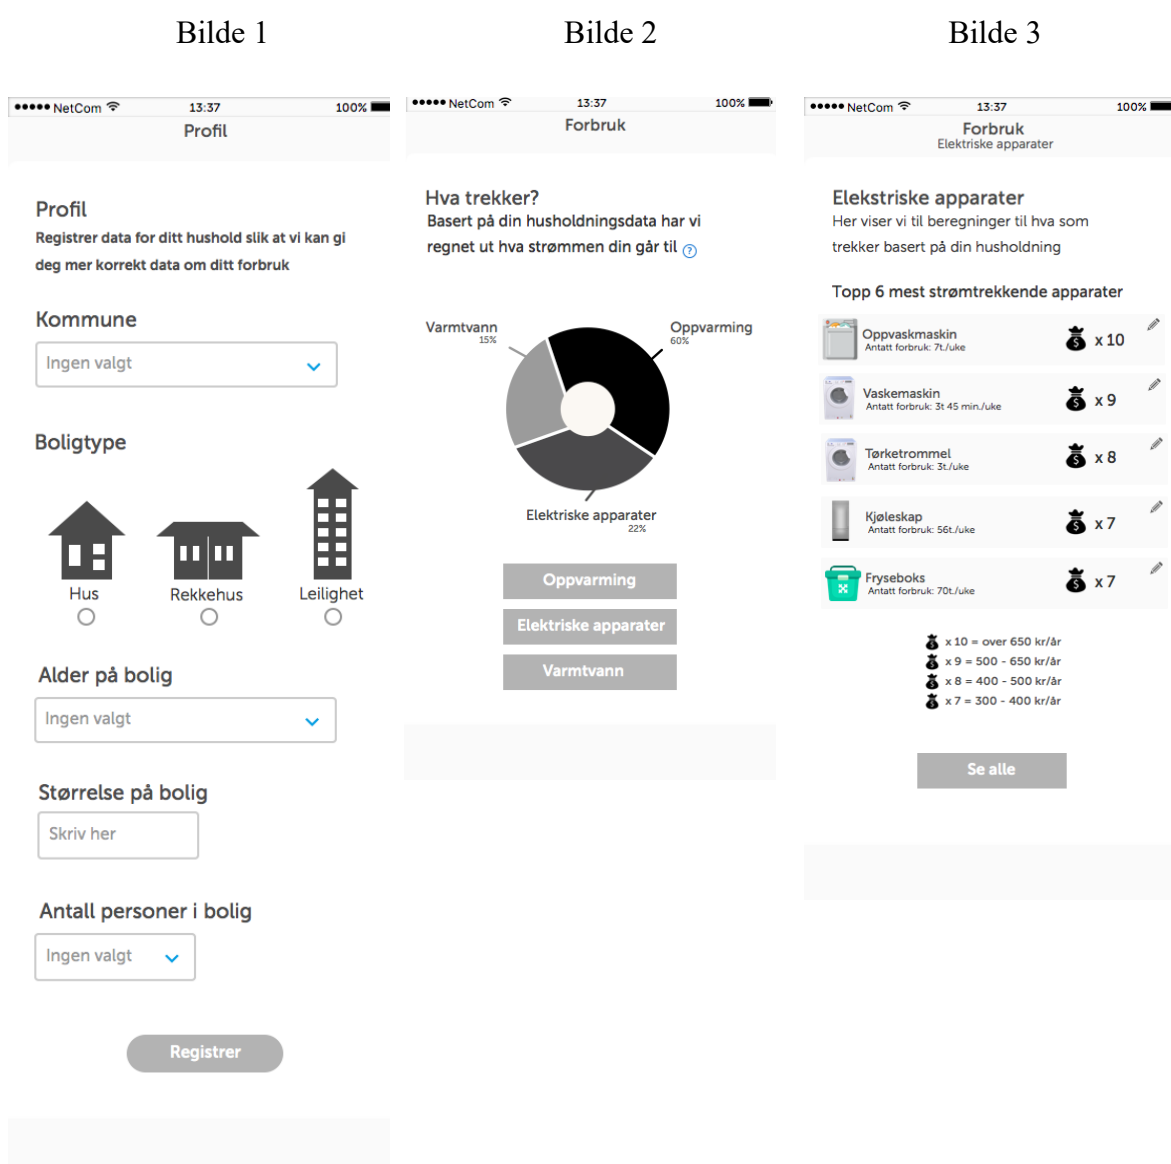 Bilde 1
NetCom
13:37
100%
Profil
Profil
Registrer data for ditt hushold slik at vi kan gi
deg mer korrekt data om ditt forbruk
Kommune
Ingen valgt
Boligtype
Hus
Rekkehus
Leilighet
Alder på bolig
Ingen valgt
Størrelse på bolig
Skriv her
Antall personer i bolig
Ingen valgt
Registrer
Bilde 2
NetCom
13:37
100%
Forbruk
Hva trekker?
Basert på din husholdningsdata har vi
regnet ut hva strømmen din går til ?
Varmtvann
15%
Oppvarming
60%
Elektriske apparater
22%
Oppvarming
Elektriske apparater
Varmtvann
Bilde 3
NetCom
13:37
100%
Forbruk
Elektriske apparater
Elekstriske apparater
Her viser vi til beregninger til hva som
trekker basert på din husholdning
Topp 6 mest strømtrekkende apparater
Oppvaskmaskin
Antatt forbruk: 7t./uke
$ x 10
Vaskemaskin
Antatt forbruk: 3t 45 min./uke
$ x 9
Tørketrommel
Antatt forbruk: 3t./uke
$ x 8
Kjøleskap
Antatt forbruk: 56t./uke
$ x 7
Fryseboks
Antatt forbruk: 70t./uke
$ x 7
$ x 10 = over 650 kr/år
$ x 9 = 500 - 650 kr/år
$ x 8 = 400 - 500 kr/år
$ x 7 = 300 - 400 kr/år
Se alle